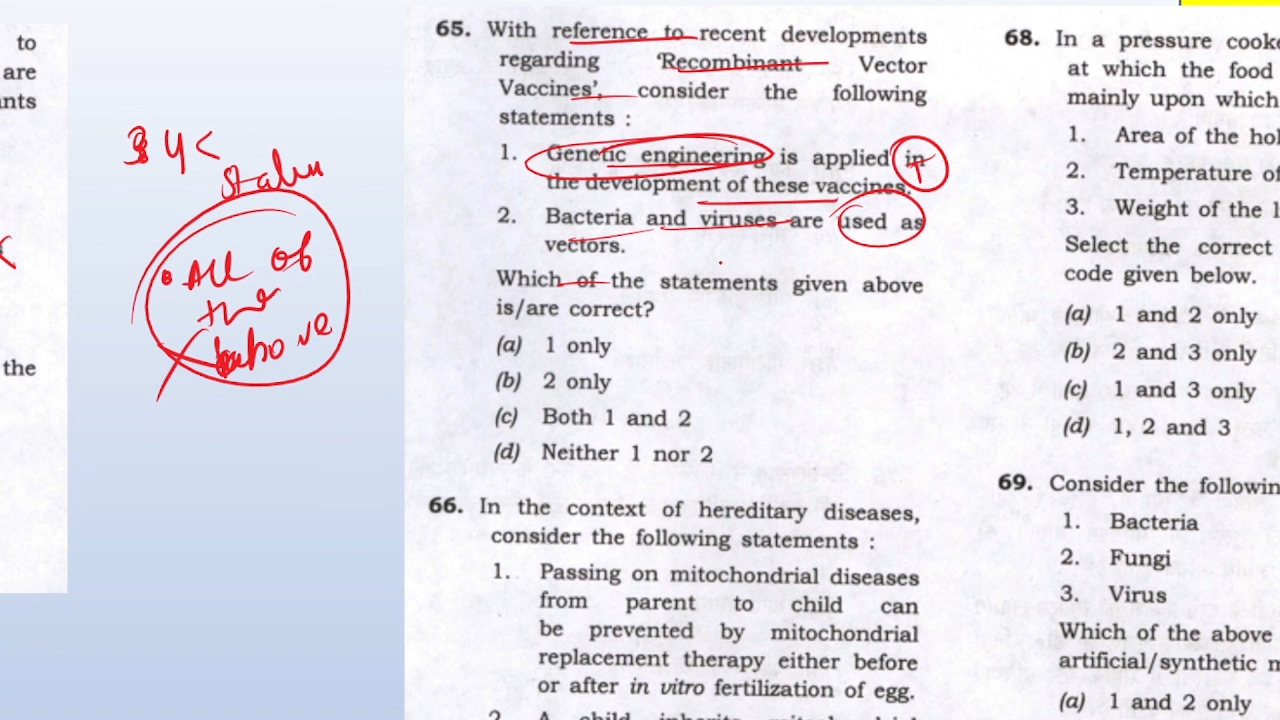 to
are
the
3 4 <
All of
the
above
65. With reference to recent developments
regarding 'Recombinant Vector
Vaccines', consider the following
statements :
1. Genetic engineering is applied in
the development of these vaccines.
2. Bacteria and viruses are used as
vectors.
Which of the statements given above
is/are correct?
(a) 1 only
(b) 2 only
(c) Both 1 and 2
(d) Neither 1 nor 2
66. In the context of hereditary diseases,
consider the following statements :
1. Passing on mitochondrial diseases
from parent to child can
be prevented by mitochondrial
replacement therapy either before
or after in vitro fertilization of egg.
68. In a pressure cooke
at which the food
mainly upon which
1. Area of the hol
2. Temperature of
3. Weight of the l
Select the correct
code given below.
(a) 1 and 2 only
(b) 2 and 3 only
(c) 1 and 3 only
(d) 1, 2 and 3
69. Consider the followin
1. Bacteria
2. Fungi
3. Virus
Which of the above
artificial/synthetic m
(a) 1 and 2 only